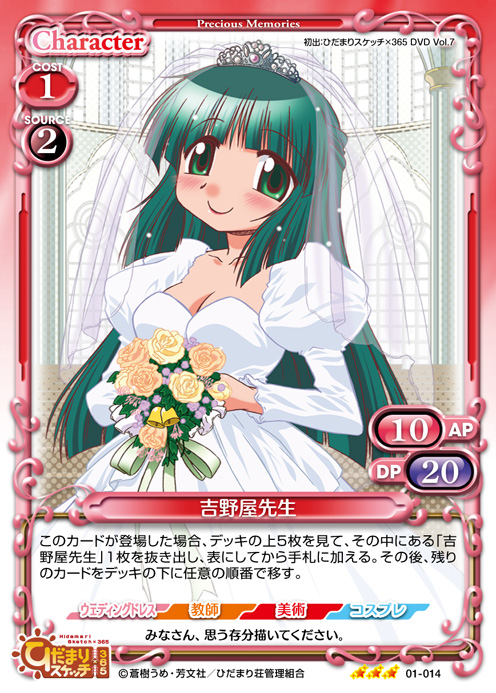 Precious Memories
Character
初出:ひだまりスケッチ×365 DVD Vol.7
COST
1
SOURCE
2
10 AP
DP 20
吉野屋先生
このカードが登場した場合、デッキの上5枚を見て、その中にある「吉
野屋先生」1枚を抜き出し、表にしてから手札に加える。その後、残り
のカードをデッキの下に任意の順番で移す。
ウエディングドレス 教師 美術 コスプレ
みなさん、思う存分描いてください。
Hidamari
Sketch×365
ひだまり
スケッチ
365
©蒼樹うめ・芳文社/ひだまり荘管理組合
01-014